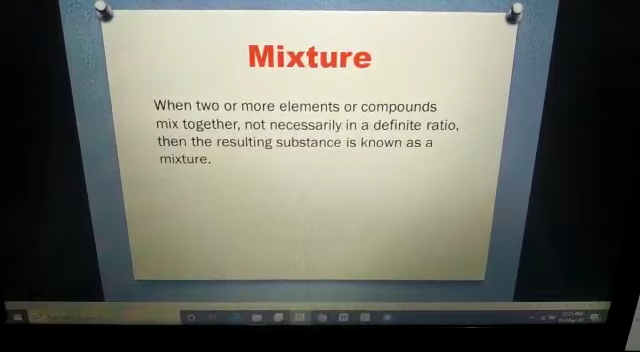 Mixture
When two or more elements or compounds
mix together, not necessarily in a definite ratio,
then the resulting substance is known as a
mixture.